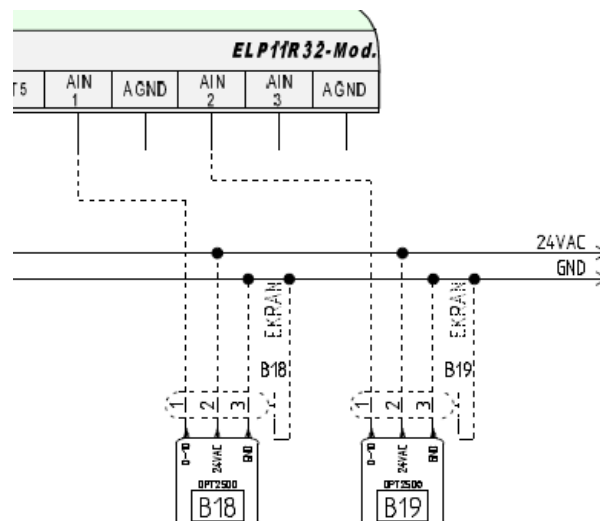 ELP11R32-Mod.
T5 AIN 1 AGND AIN 2 AIN 3 AGND
24VAC
GND
EKRAN EKRAN
B18 B19
1 2 3 1 2 3
0-10 24VAC GND 0-10 24VAC GND
DPT2500 DPT2500
B18 B19